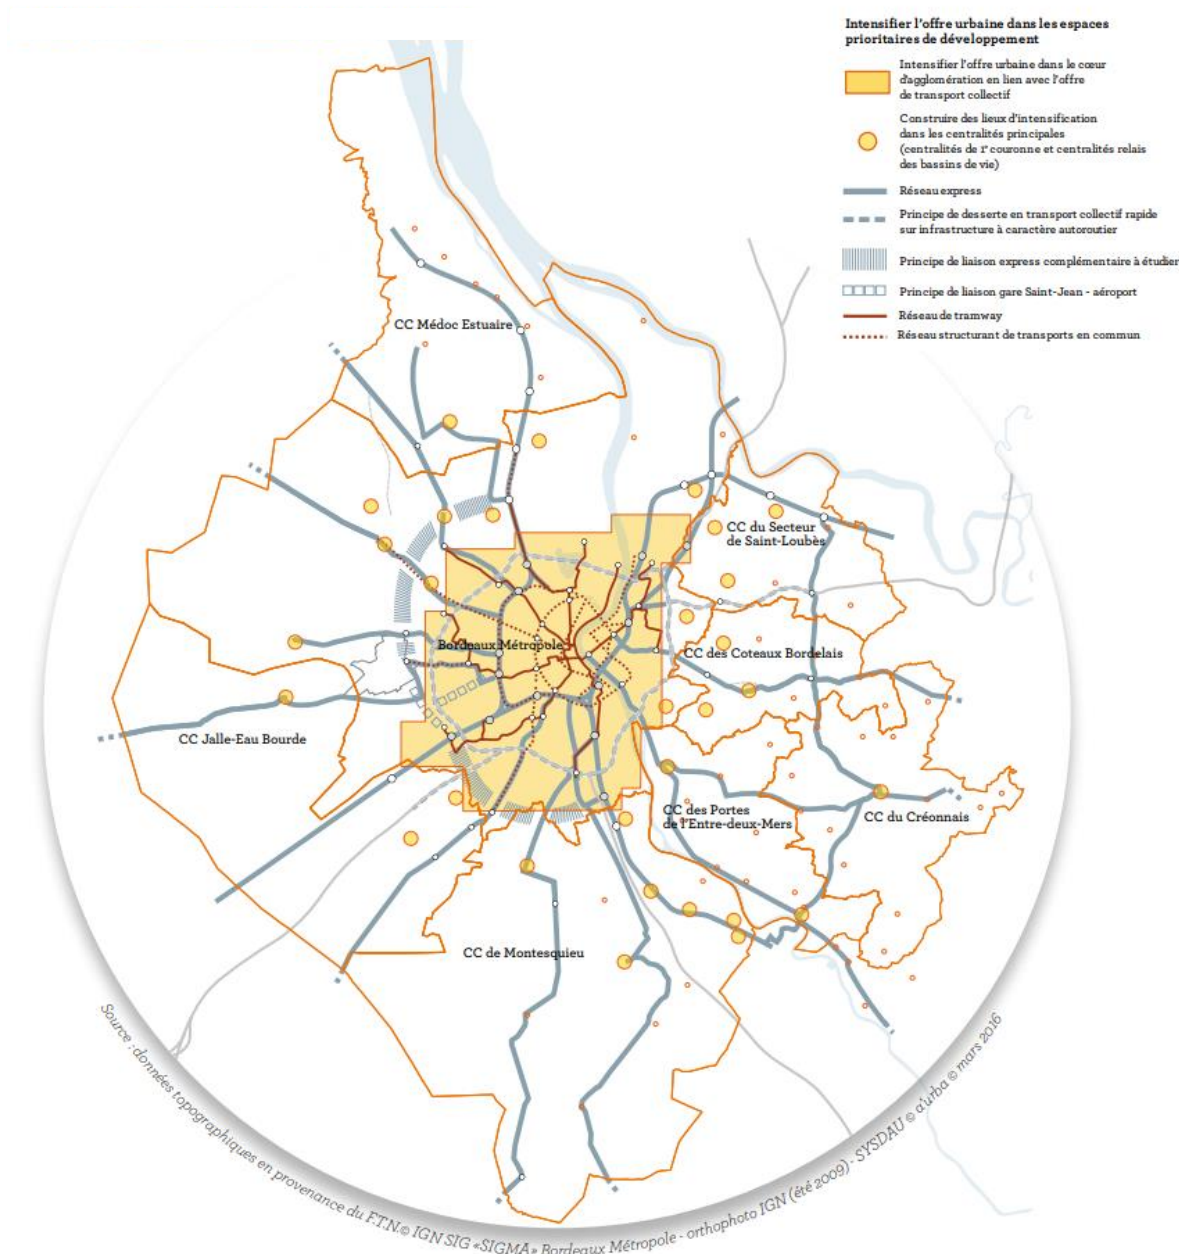 Intensifier l'offre urbaine dans les espaces
prioritaires de développement
Intensifier l'offre urbaine dans le cœur
d'agglomération en lien avec l'offre
de transport collectif
Construire des lieux d'intensification
dans les centralités principales
(centralités de 1e couronne et centralités relais
des bassins de vie)
Réseau express
Principe de desserte en transport collectif rapide
sur infrastructure à caractère autoroutier
Principe de liaison express complémentaire à étudier
Principe de liaison gare Saint-Jean - aéroport
Réseau de tramway
Réseau structurant de transports en commun
CC Médoc Estuaire
CC du Secteur
de Saint-Loubès
Bordeaux Métropole
CC des Coteaux Bordelais
CC Jalle-Eau Bourde
CC des Portes
de l'Entre-deux-Mers
CC du Créonnais
CC de Montesquieu
Source : données topographiques en provenance du F.T.N.© IGN SIG «SIGMA» Bordeaux Métropole - orthophoto IGN (été 2009) - SYSDAU © a'urba © mars 2016